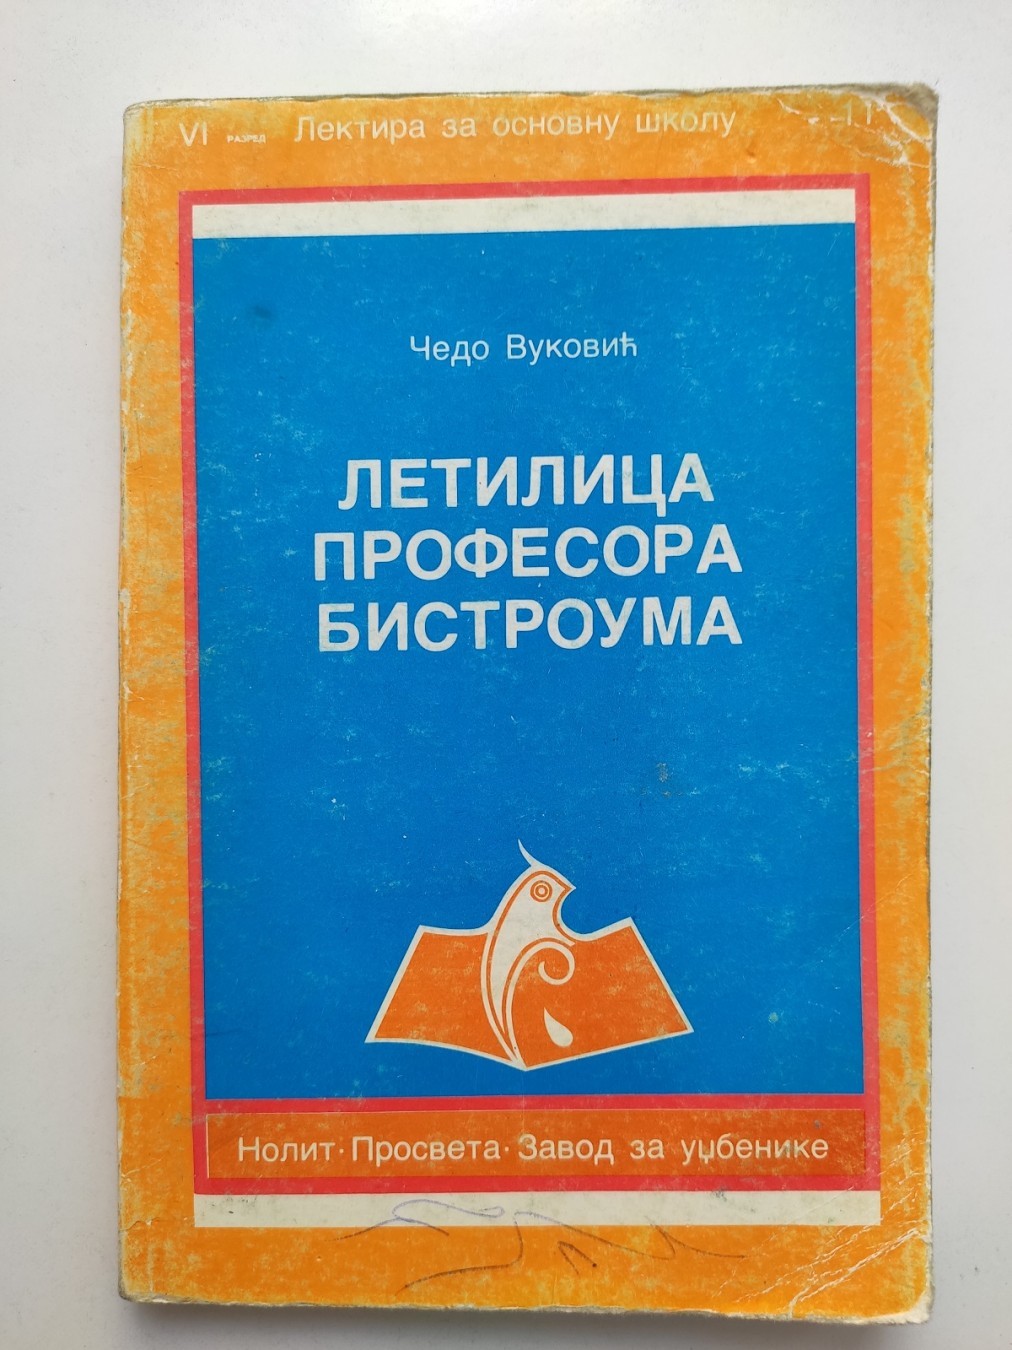 VI РАЗРЕД Лектира за основну школу
Чедо Вуковић
ЛЕТИЛИЦА
ПРОФЕСОРА
БИСТРОУМА
Нолит · Просвета · Завод за уџбенике